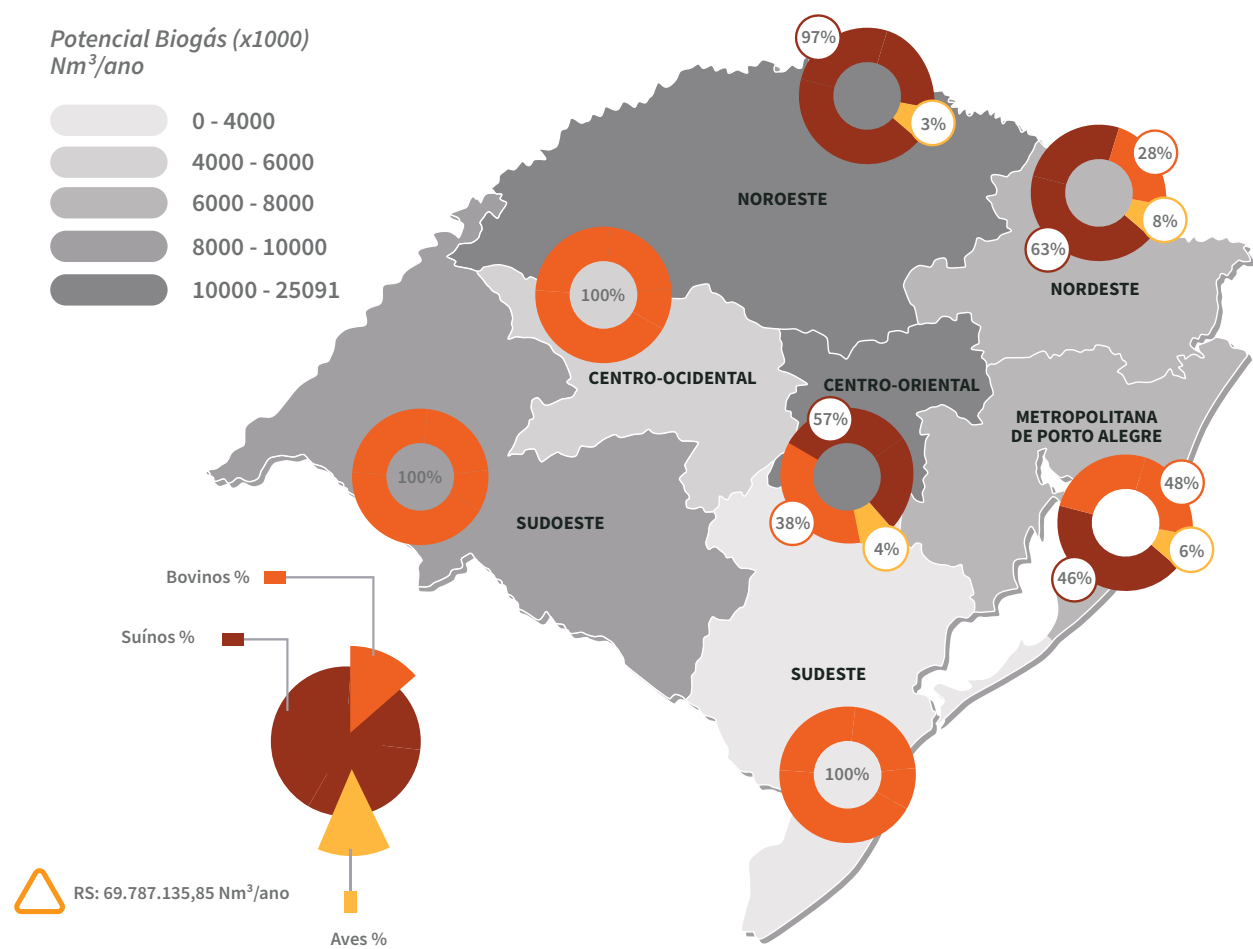 Potencial Biogás (x1000)
Nm³/ano
0 - 4000
4000 - 6000
6000 - 8000
8000 - 10000
10000 - 25091
97%
3%
NOROESTE
28%
8%
63%
NORDESTE
100%
CENTRO-OCIDENTAL
CENTRO-ORIENTAL
57%
38%
4%
METROPOLITANA
DE PORTO ALEGRE
48%
6%
46%
100%
SUDOESTE
SUDESTE
100%
Bovinos %
Suínos %
Aves %
RS: 69.787.135,85 Nm³/ano